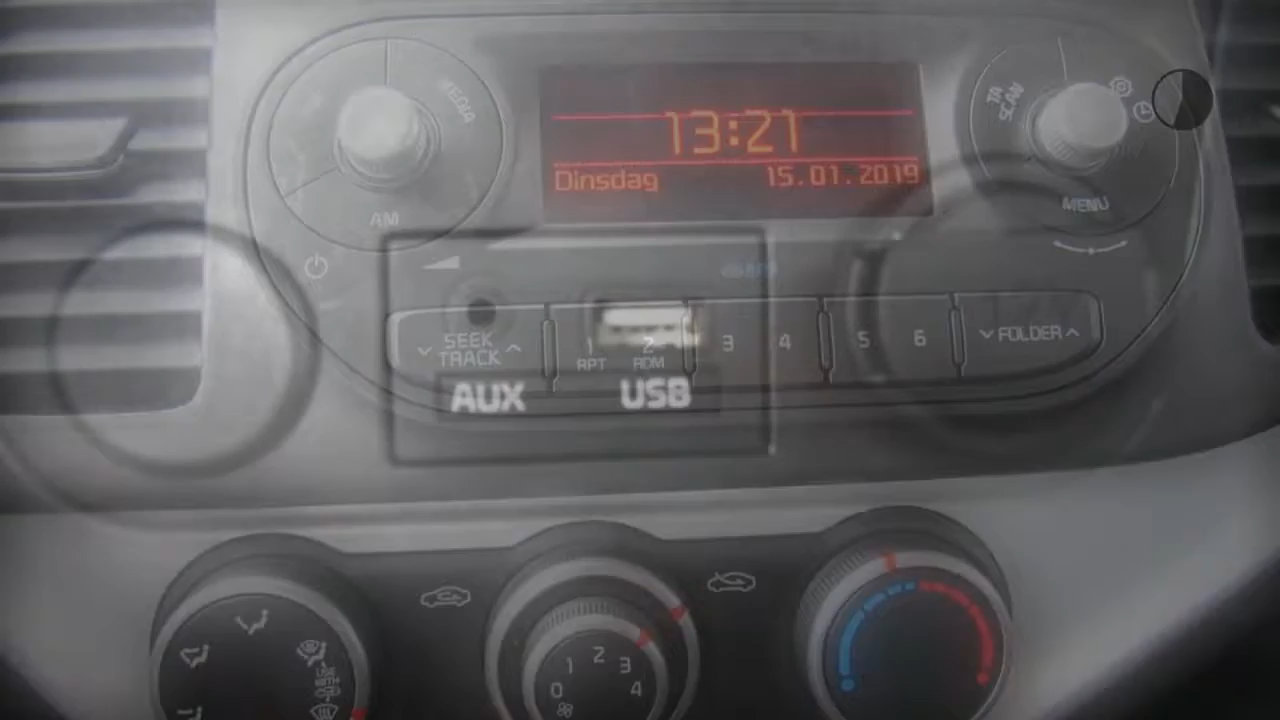 MEDIA
13:21
TA
SCAN
Dinsdag 15.01.2019
MENU
AM
SEEK
TRACK
1
RPT
2
RDM
3
4
5
6
FOLDER
AUX
USB
0
1
2
3
4